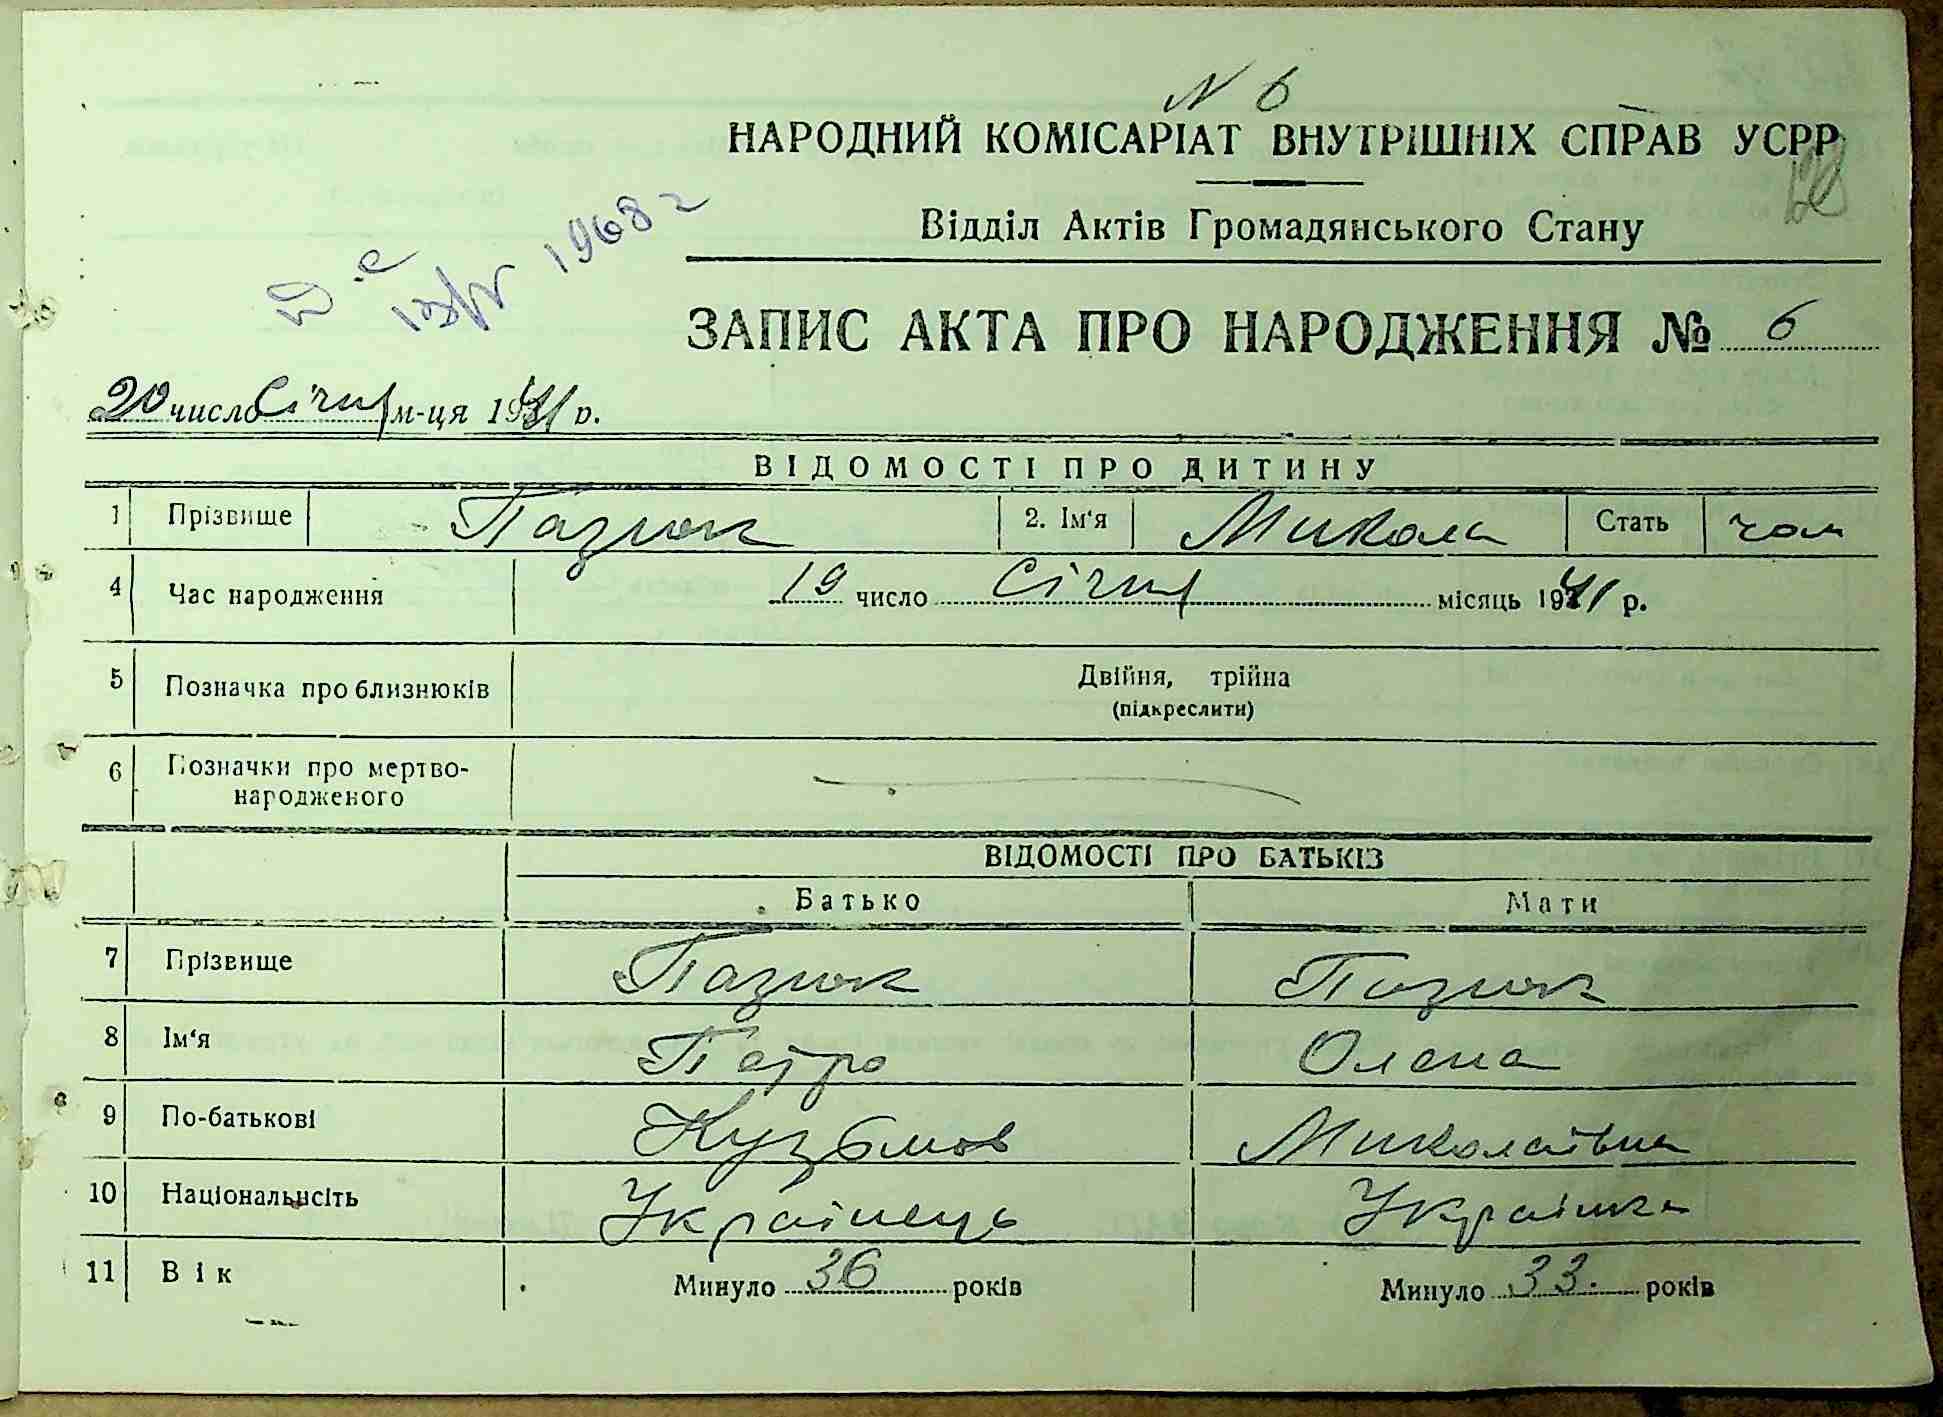 N 6
НАРОДНИЙ КОМІСАРІАТ ВНУТРІШНІХ СПРАВ УСРР
Відділ Актів Громадянського Стану
1968 г
ЗАПИС АКТА ПРО НАРОДЖЕННЯ № 6
20 число Січня м-ця 1941 р.
ВІДОМОСТІ ПРО ДИТИНУ
1 Прізвище Пазюк 2. Ім'я Микола Стать чол
4 Час народження 19 число Січня місяць 1941 р.
5 Позначка про близнюків Двійня, трійна
(підкреслити)
6 Позначки про мертво-
народженого
ВІДОМОСТІ ПРО БАТЬКІВ
Батько Мати
7 Прізвище Пазюк Пазюк
8 Ім'я Петро Олена
9 По-батькові Кузьмов Миколаївна
10 Національність Українець Українка
11 Вік Минуло 36 років Минуло 33 років